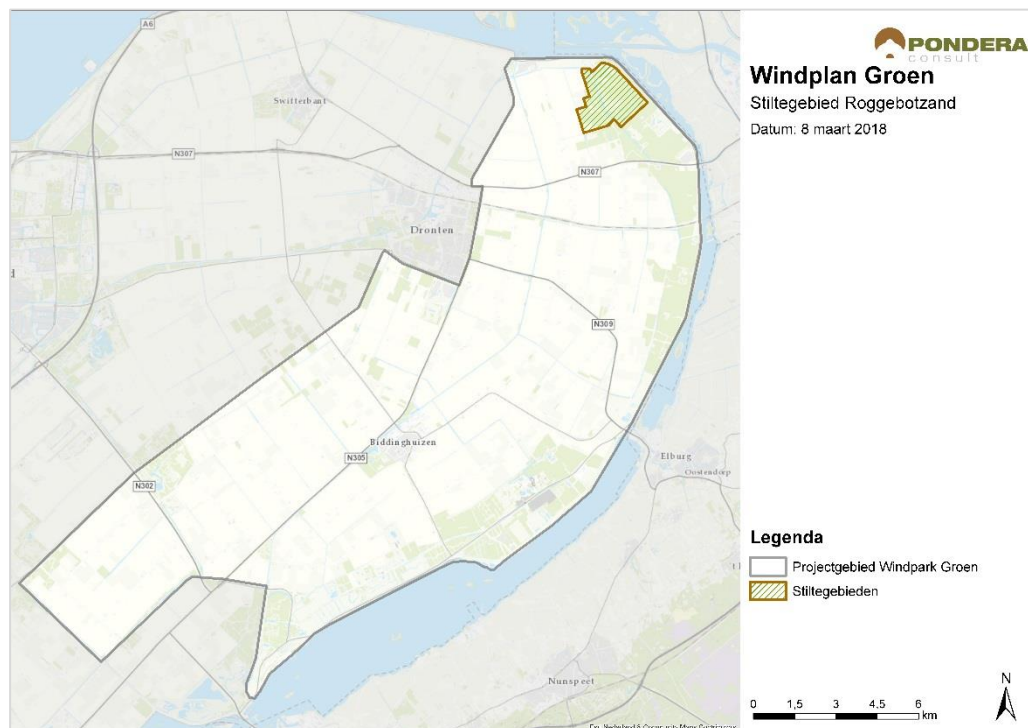 PONDERA
consult
Windplan Groen
Stiltegebied Roggebotzand
Datum: 8 maart 2018
A6
Swifterbant
N307
N307
Dronten
N309
Biddinghuizen
N305
Elburg
Oostendorp
N302
Nunspeet
Legenda
Projectgebied Windpark Groen
Stiltegebieden
N
0 1,5 3 4,5 6
km